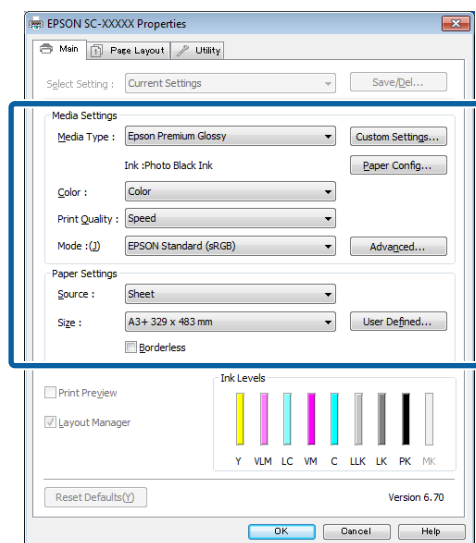 EPSON SC-XXXXX Properties
Main Page Layout Utility
Select Setting : Current Settings Save/Del...
Media Settings
Media Type : Epson Premium Glossy Custom Settings...
Ink :Photo Black Ink Paper Config...
Color : Color
Print Quality : Speed
Mode :(J) EPSON Standard (sRGB) Advanced...
Paper Settings
Source : Sheet
Size : A3+ 329 x 483 mm User Defined...
Borderless
Ink Levels
Print Preview
Layout Manager
Y VLM LC VM C LLK LK PK MK
Reset Defaults(Y) Version 6.70
OK Cancel Help